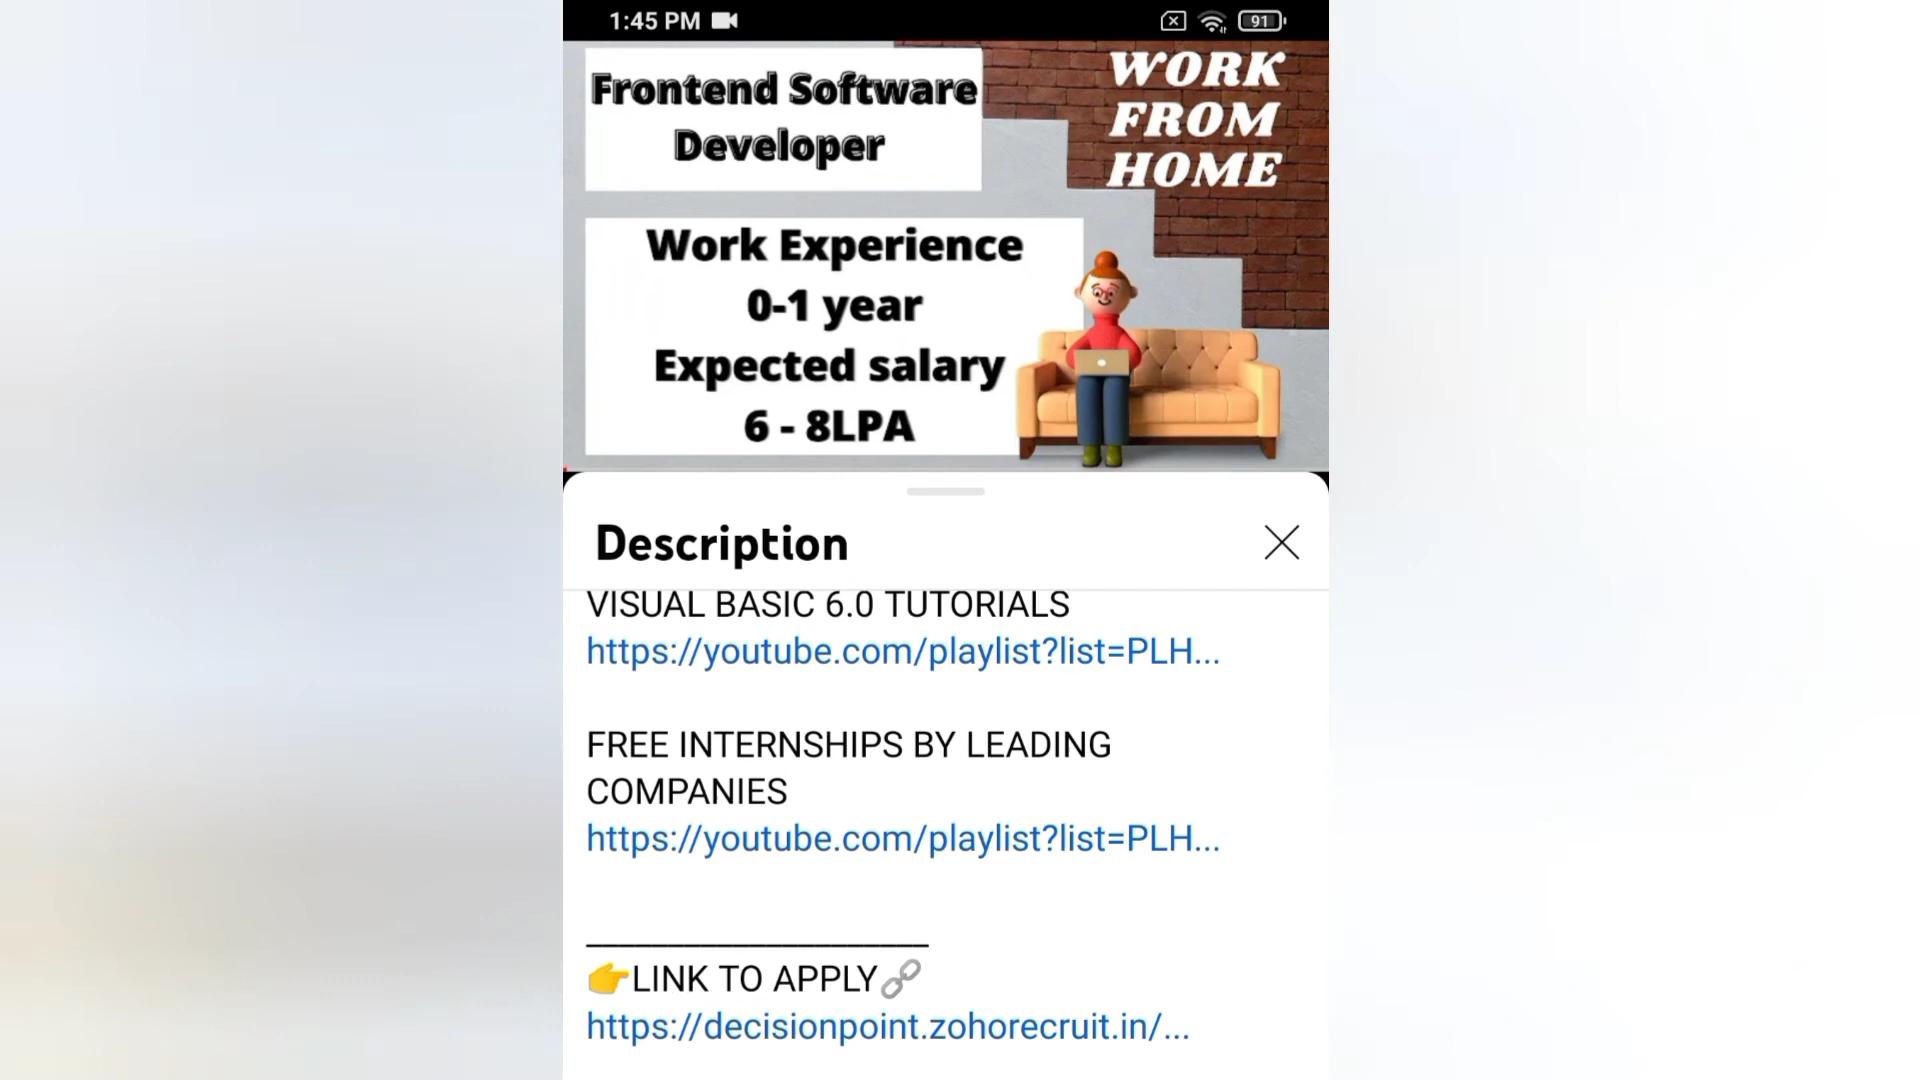 1:45 PM
91
Frontend Software
Developer
WORK
FROM
HOME
Work Experience
0-1 year
Expected salary
6 - 8LPA
Description
VISUAL BASIC 6.0 TUTORIALS
https://youtube.com/playlist?list=PLH...
FREE INTERNSHIPS BY LEADING
COMPANIES
https://youtube.com/playlist?list=PLH...
____________________
👉LINK TO APPLY🔗
https://decisionpoint.zohorecruit.in/...